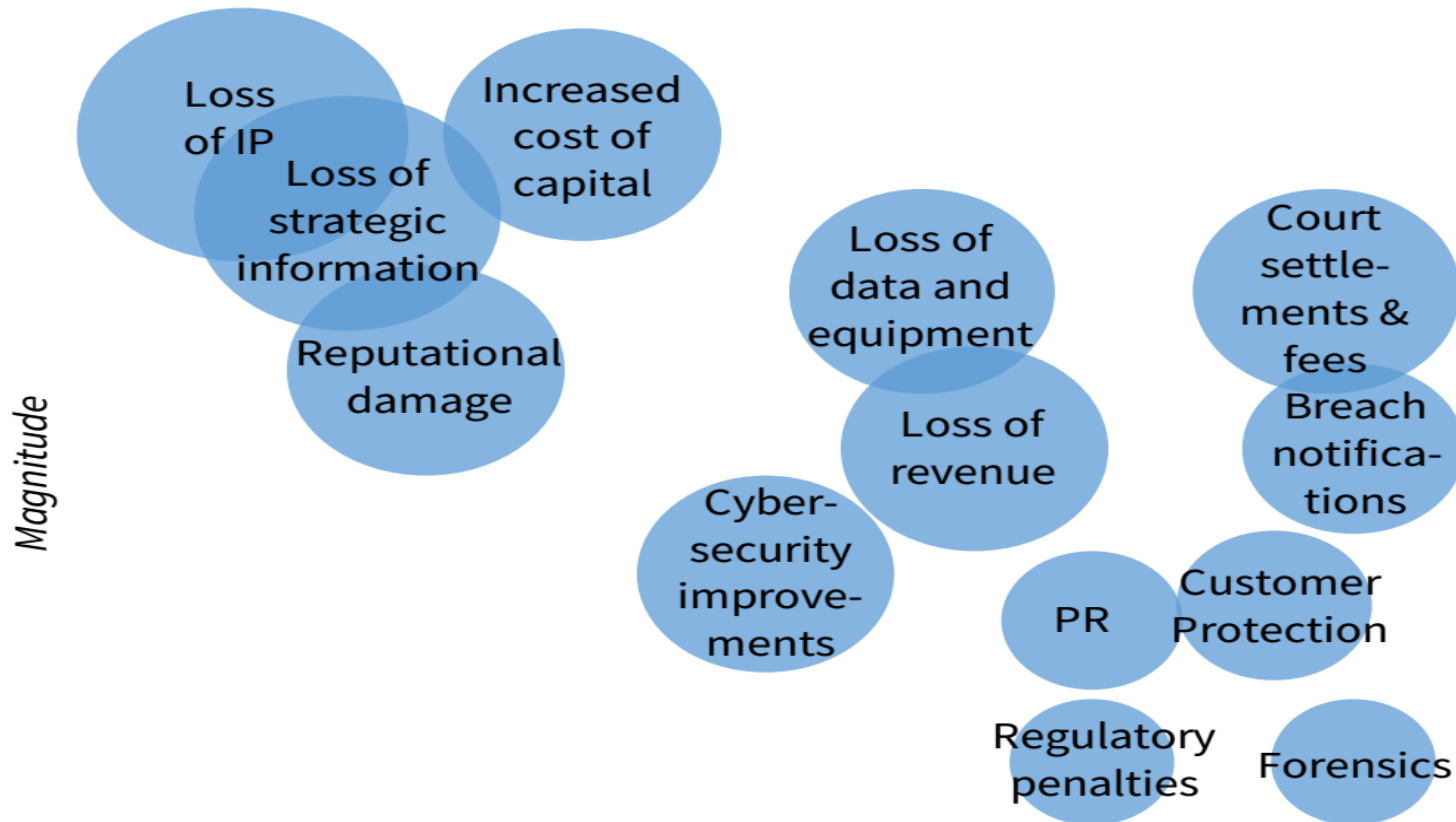 Loss
of IP
Increased
cost of
capital
Loss of
strategic
information
Reputational
damage
Loss of
data and
equipment
Court
settle-
ments &
fees
Loss of
revenue
Breach
notifica-
tions
Cyber-
security
improve-
ments
PR
Customer
Protection
Regulatory
penalties
Forensics
Magnitude